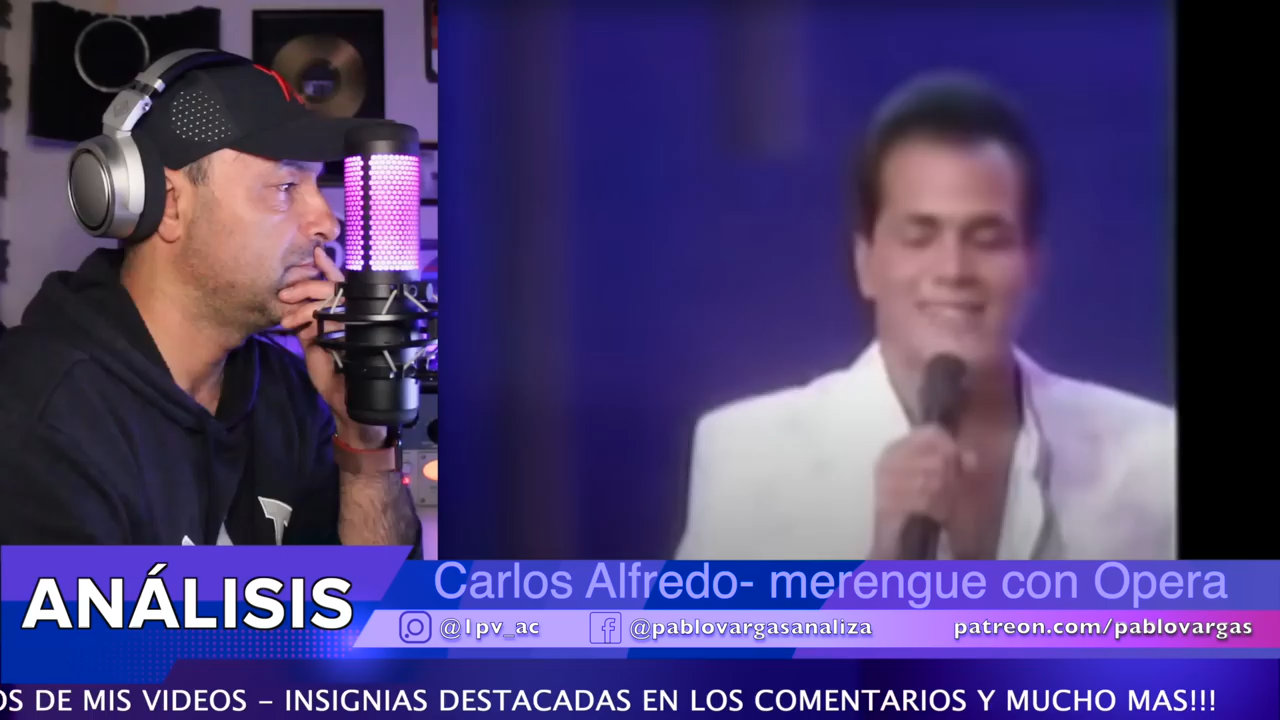 Carlos Alfredo- merengue con Opera
ANÁLISIS
@1pv_ac @pablovargasanaliza patreon.com/pablovargas
OS DE MIS VIDEOS – INSIGNIAS DESTACADAS EN LOS COMENTARIOS Y MUCHO MAS!!!